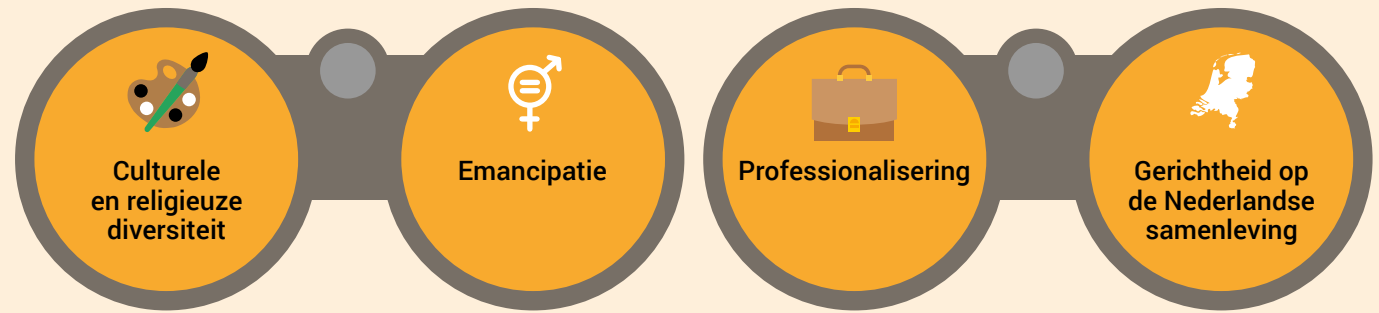 Culturele
en religieuze
diversiteit
Emancipatie
Professionalisering
Gerichtheid op
de Nederlandse
samenleving